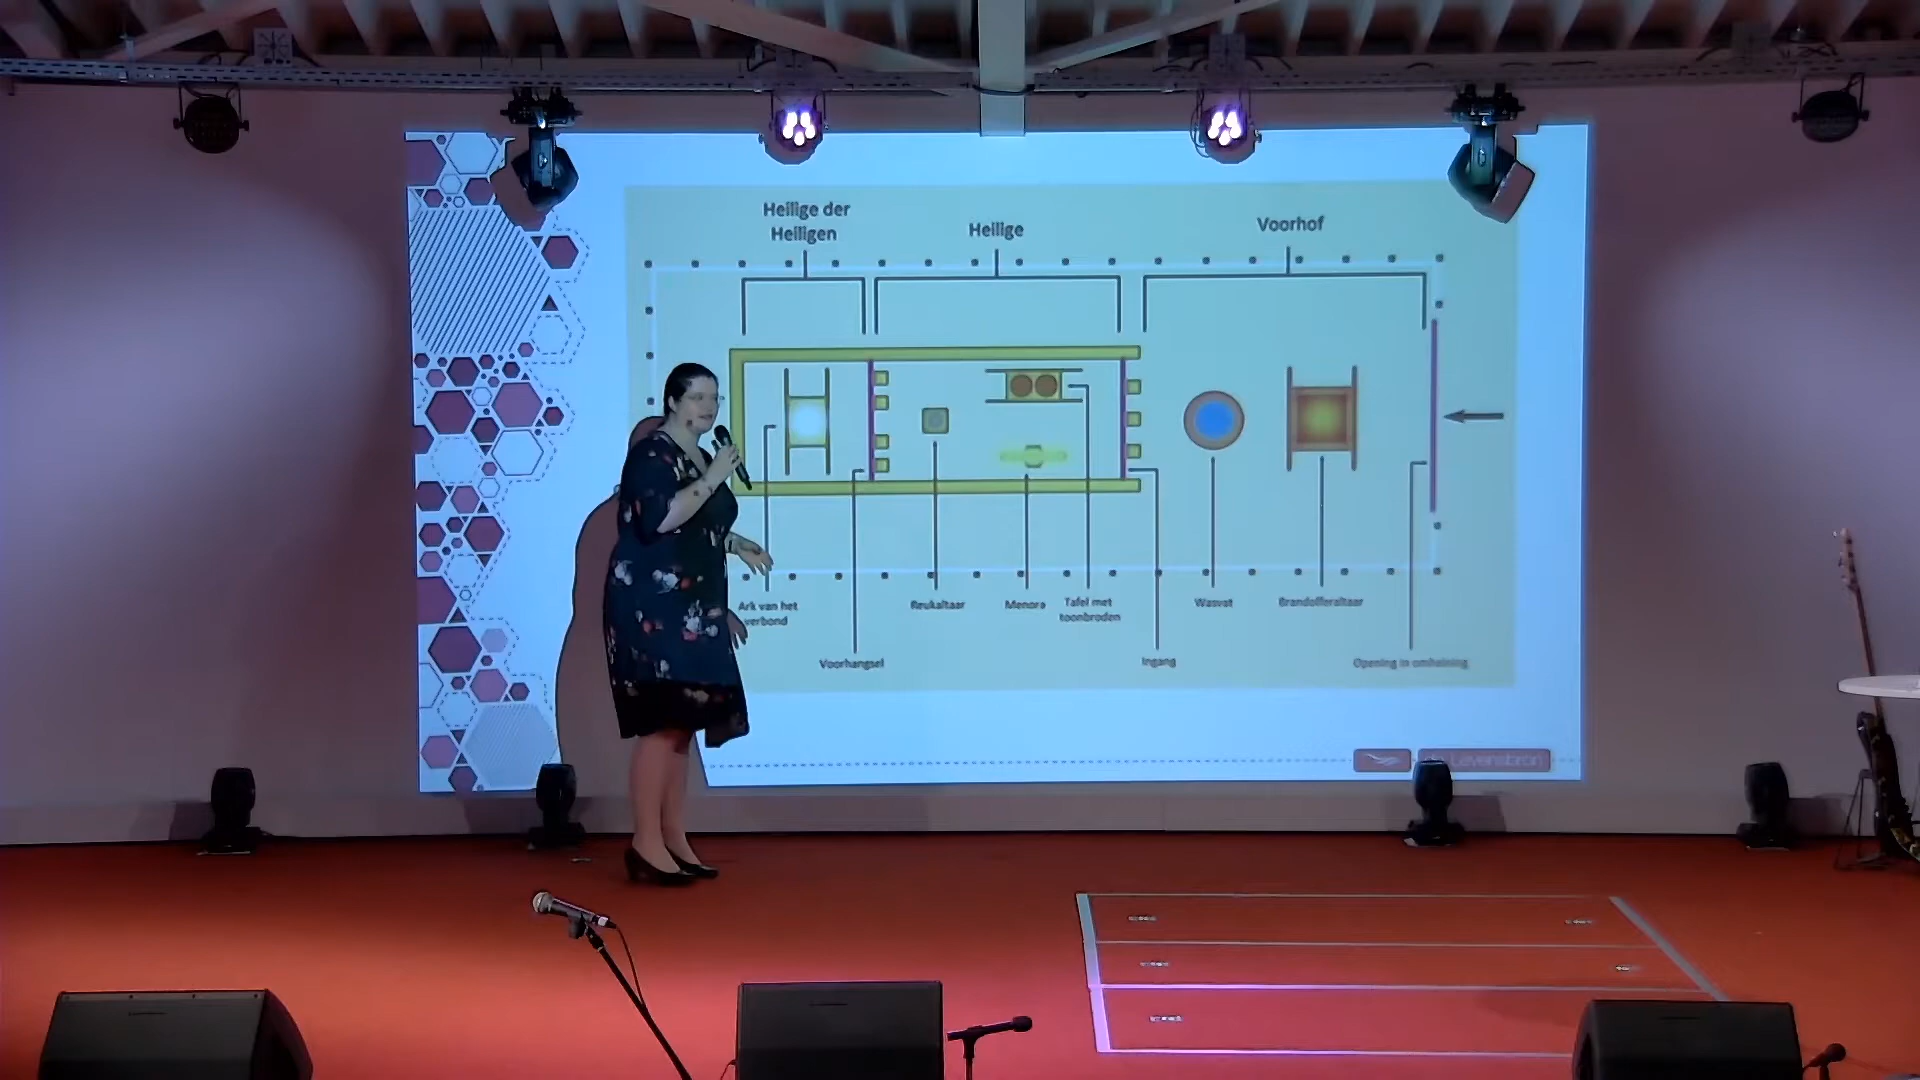 Heilige der
Heiligen
Heilige
Voorhof
Ark van het
verbond
Reukaltaar
Menora
Tafel met
toonbroden
Wasvat
Brandofferaltaar
Voorhangsel
Ingang
Opening in omheining
Levensbron